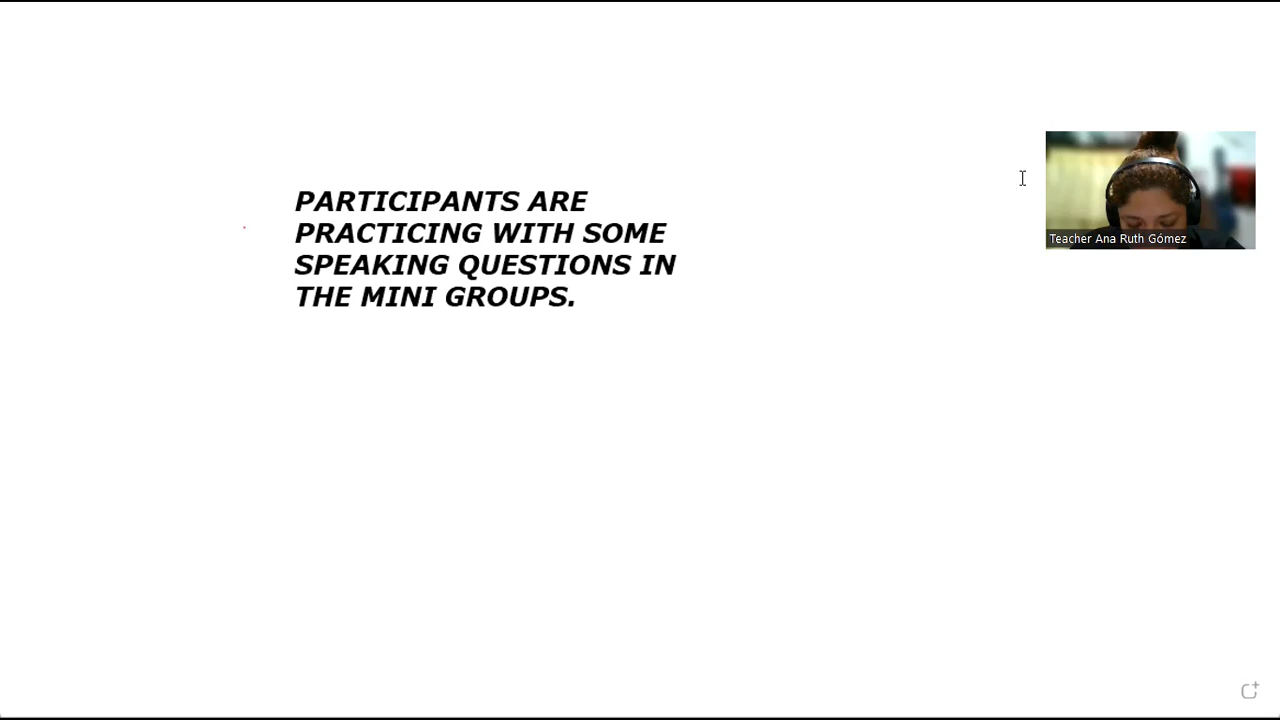 PARTICIPANTS ARE
PRACTICING WITH SOME
SPEAKING QUESTIONS IN
THE MINI GROUPS.
Teacher Ana Ruth Gómez